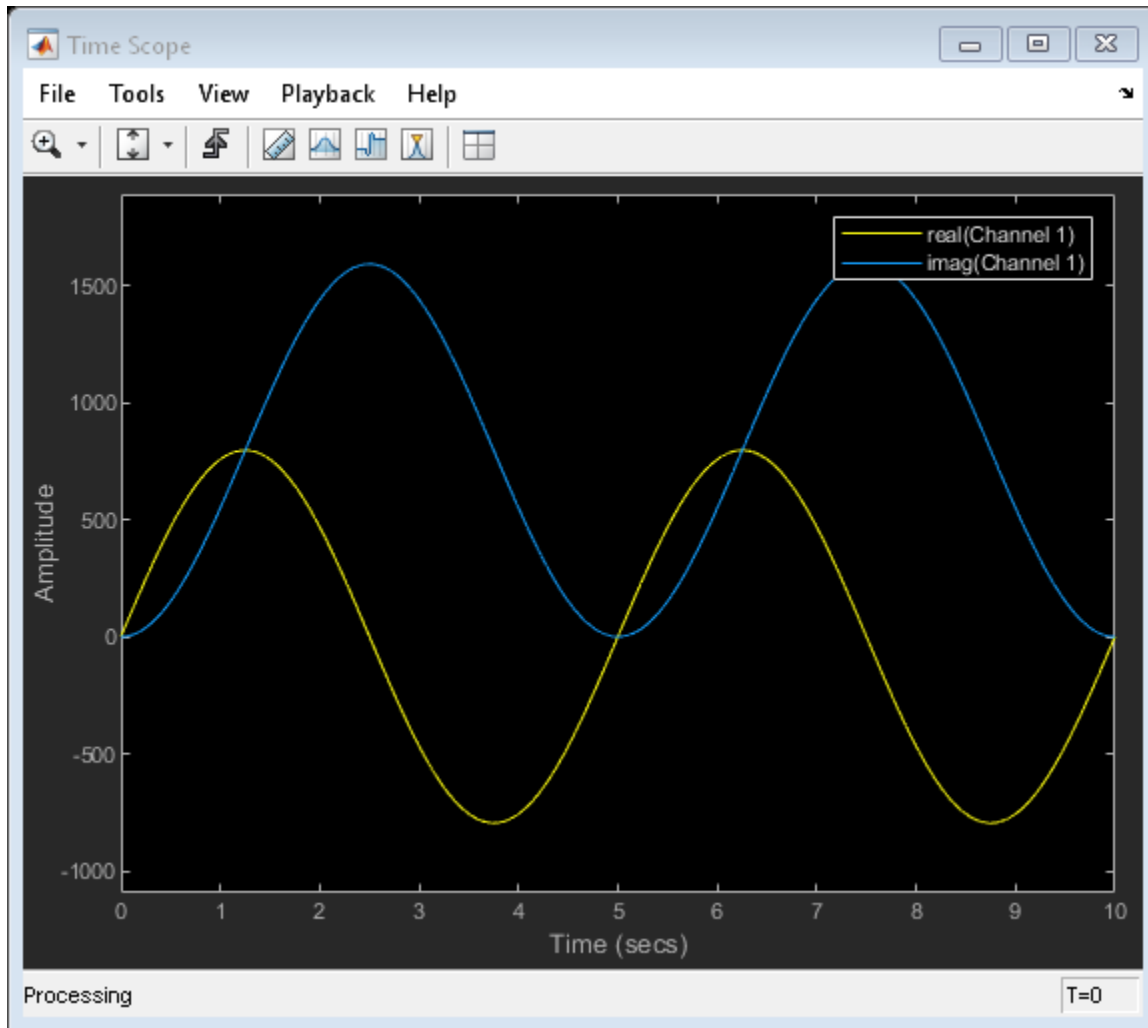 Time Scope
File Tools View Playback Help
real(Channel 1)
imag(Channel 1)
1500
1000
500
0
-500
-1000
Amplitude
0 1 2 3 4 5 6 7 8 9 10
Time (secs)
Processing T=0